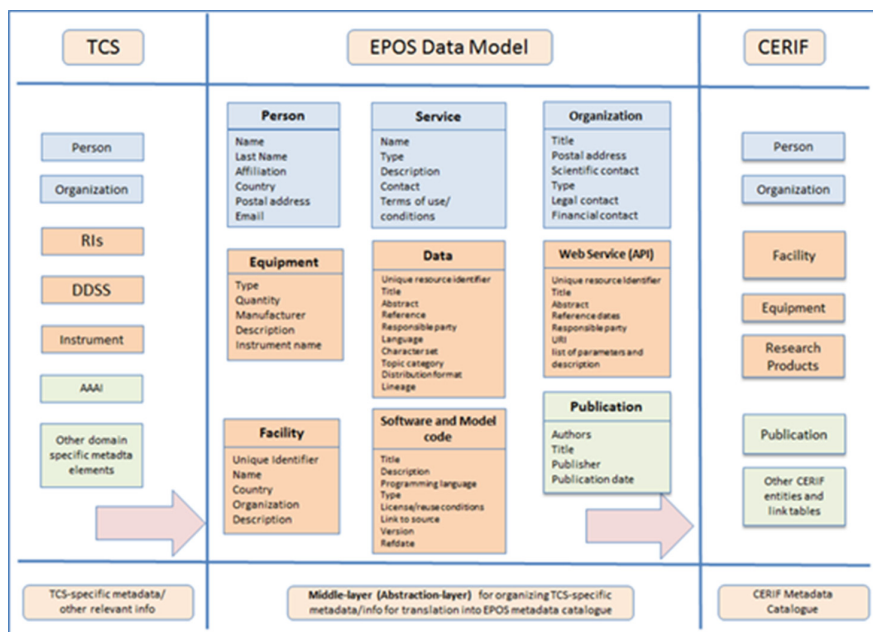 TCS
EPOS Data Model
CERIF
Person
Organization
RIs
DDSS
Instrument
AAAI
Other domain
specific metadta
elements
Person
Name
Last Name
Affiliation
Country
Postal address
Email
Service
Name
Type
Description
Contact
Terms of use/
conditions
Organization
Title
Postal address
Scientific contact
Type
Legal contact
Financial contact
Equipment
Type
Quantity
Manufacturer
Description
Instrument name
Data
Unique resource identifier
Title
Abstract
Reference
Responsible party
Language
Character set
Topic category
Distribution format
Lineage
Web Service (API)
Unique resource Identifier
Title
Abstract
Reference dates
Responsible party
URI
list of parameters and
description
Facility
Unique Identifier
Name
Country
Organization
Description
Software and Model
code
Title
Description
Programming language
Type
License/reuse conditions
Link to source
Version
Refdate
Publication
Authors
Title
Publisher
Publication date
Person
Organization
Facility
Equipment
Research
Products
Publication
Other CERIF
entities and
link tables
TCS-specific metadata/
other relevant info
Middle-layer (Abstraction-layer) for organizing TCS-specific
metadata/info for translation into EPOS metadata catalogue
CERIF Metadata
Catalogue